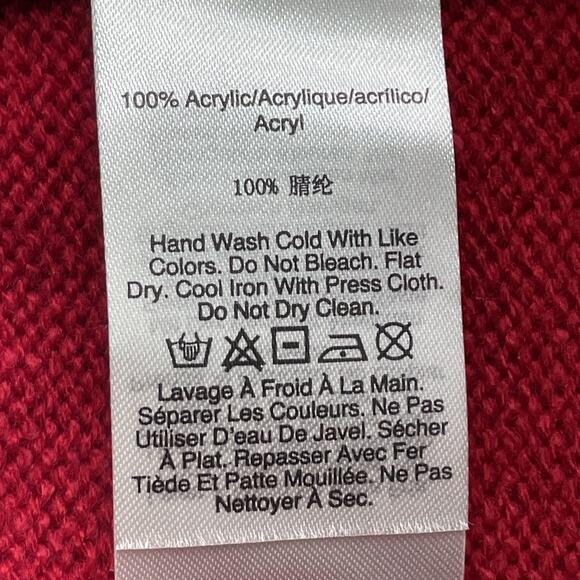 100% Acrylic/Acrylique/acrílico/
Acryl
100% 腈纶
Hand Wash Cold With Like
Colors. Do Not Bleach. Flat
Dry. Cool Iron With Press Cloth.
Do Not Dry Clean.
Lavage À Froid À La Main.
Séparer Les Couleurs. Ne Pas
Utiliser D'eau De Javel. Sécher
À Plat. Repasser Avec Fer
Tiède Et Patte Mouillée. Ne Pas
Nettoyer À Sec.